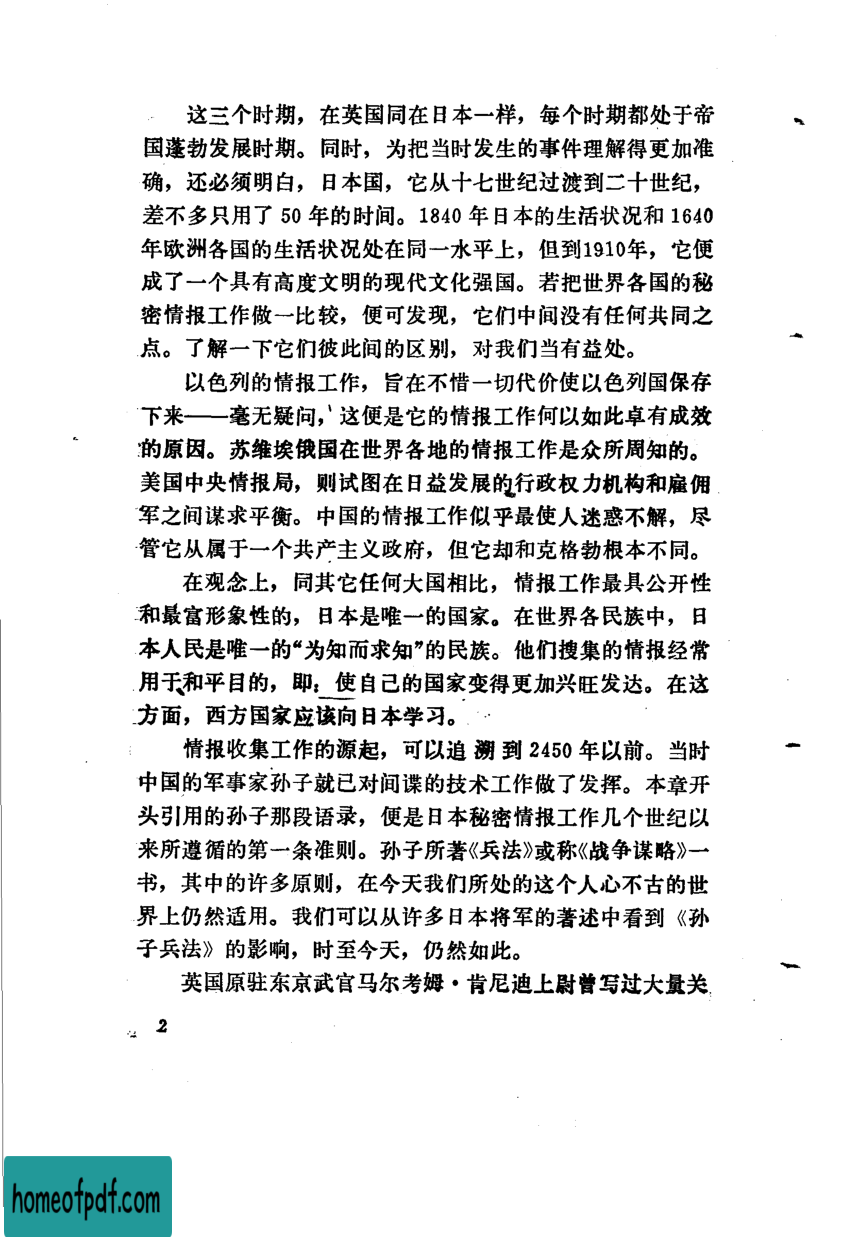 这三个时期，在英国同在日本一样，每个时期都处于帝
国蓬勃发展时期。同时，为把当时发生的事件理解得更加准
确，还必须明白，日本国，它从十七世纪过渡到二十世纪，
差不多只用了 50 年的时间。1840 年日本的生活状况和 1640
年欧洲各国的生活状况处在同一水平上，但到1910年，它便
成了一个具有高度文明的现代文化强国。若把世界各国的秘
密情报工作做一比较，便可发现，它们中间没有任何共同之
点。了解一下它们彼此间的区别，对我们当有益处。
以色列的情报工作，旨在不惜一切代价使以色列国保存
下来——毫无疑问，这便是它的情报工作何以如此卓有成效
的原因。苏维埃俄国在世界各地的情报工作是众所周知的。
美国中央情报局，则试图在日益发展的行政权力机构和雇佣
军之间谋求平衡。中国的情报工作似乎最使人迷惑不解，尽
管它从属于一个共产主义政府，但它却和克格勃根本不同。
在观念上，同其它任何大国相比，情报工作最具公开性
和最富形象性的，日本是唯一的国家。在世界各民族中，日
本人民是唯一的“为知而求知”的民族。他们搜集的情报经常
用于和平目的，即：使自己的国家变得更加兴旺发达。在这
方面，西方国家应该向日本学习。
情报收集工作的源起，可以追溯到 2450 年以前。当时
中国的军事家孙子就已对间谍的技术工作做了发挥。本章开
头引用的孙子那段语录，便是日本秘密情报工作几个世纪以
来所遵循的第一条准则。孙子所著《兵法》或称《战争谋略》一
书，其中的许多原则，在今天我们所处的这个人心不古的世
界上仍然适用。我们可以从许多日本将军的著述中看到《孙
子兵法》的影响，时至今天，仍然如此。
英国原驻东京武官马尔考姆·肯尼迪上尉曾写过大量关
2
homeofpdf.com